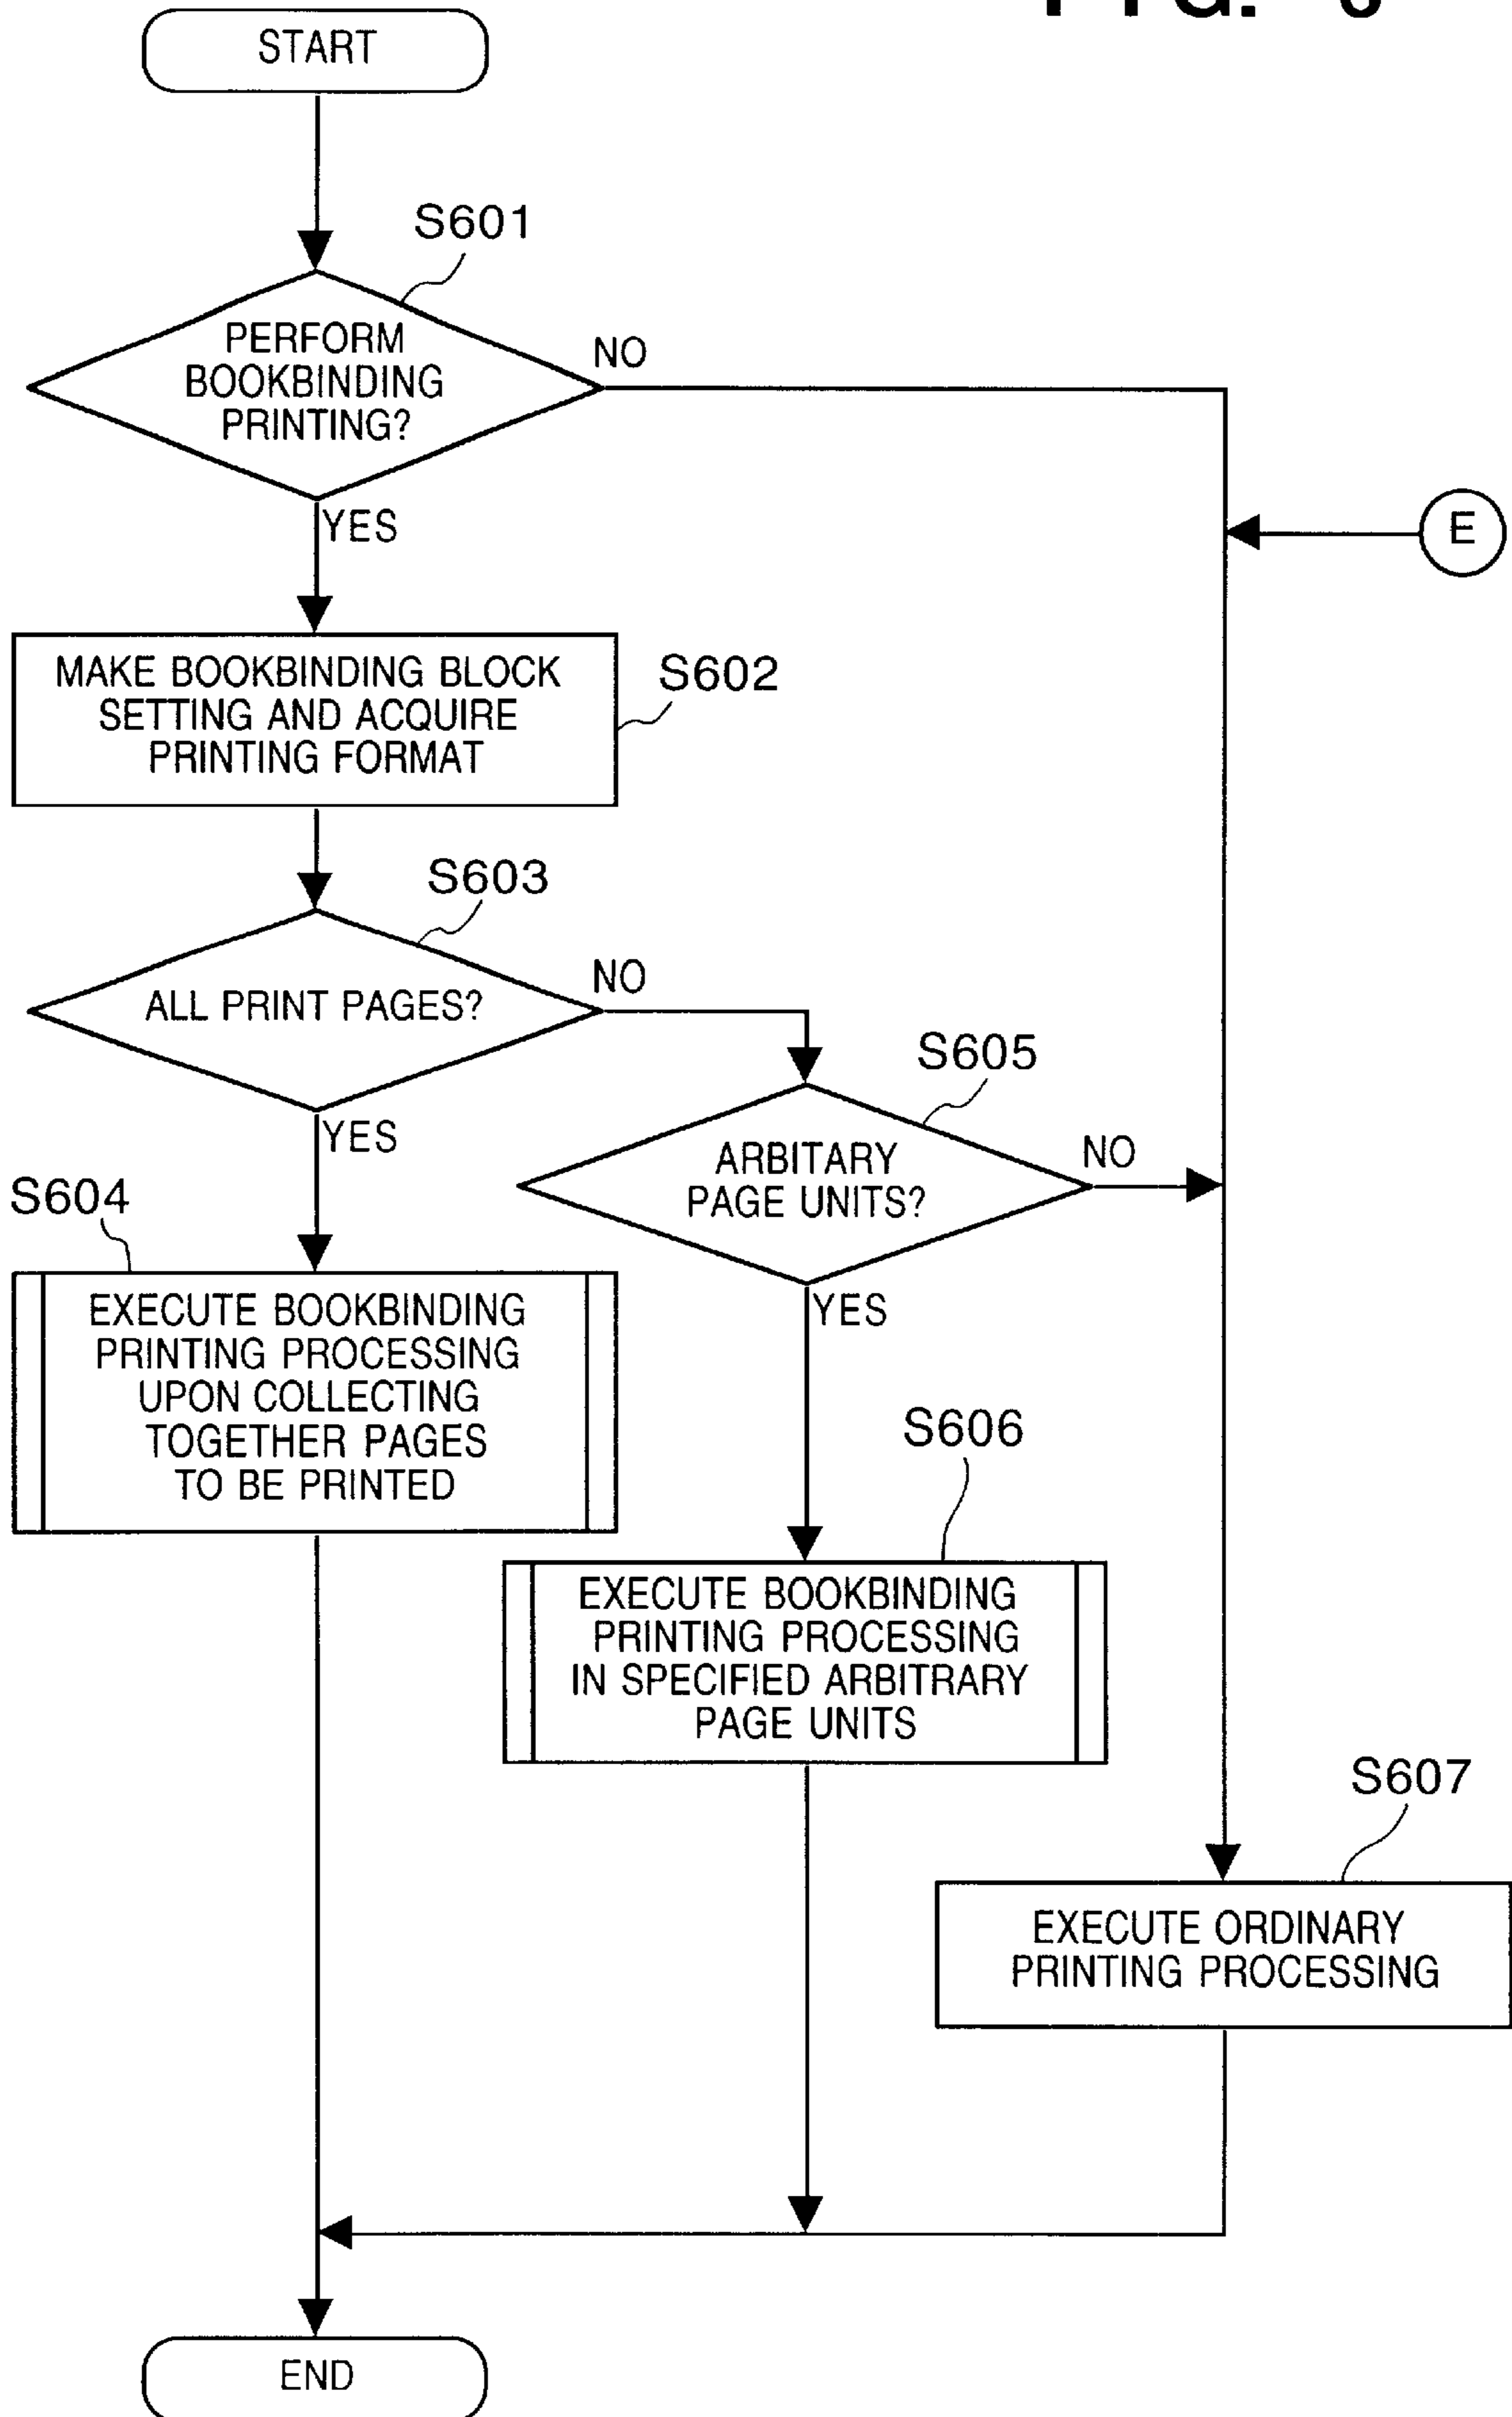 FIG.
START
S601
PERFORM
BOOKBINDING
PRINTING?
NO
YES
E
MAKE BOOKBINDING BLOCK
SETTING AND ACQUIRE
PRINTING FORMAT
S602
S603
ALL PRINT PAGES?
NO
YES
S605
ARBITARY
PAGE UNITS?
NO
YES
S604
EXECUTE BOOKBINDING
PRINTING PROCESSING
UPON COLLECTING
TOGETHER PAGES
TO BE PRINTED
S606
EXECUTE BOOKBINDING
PRINTING PROCESSING
IN SPECIFIED ARBITRARY
PAGE UNITS
S607
EXECUTE ORDINARY
PRINTING PROCESSING
END